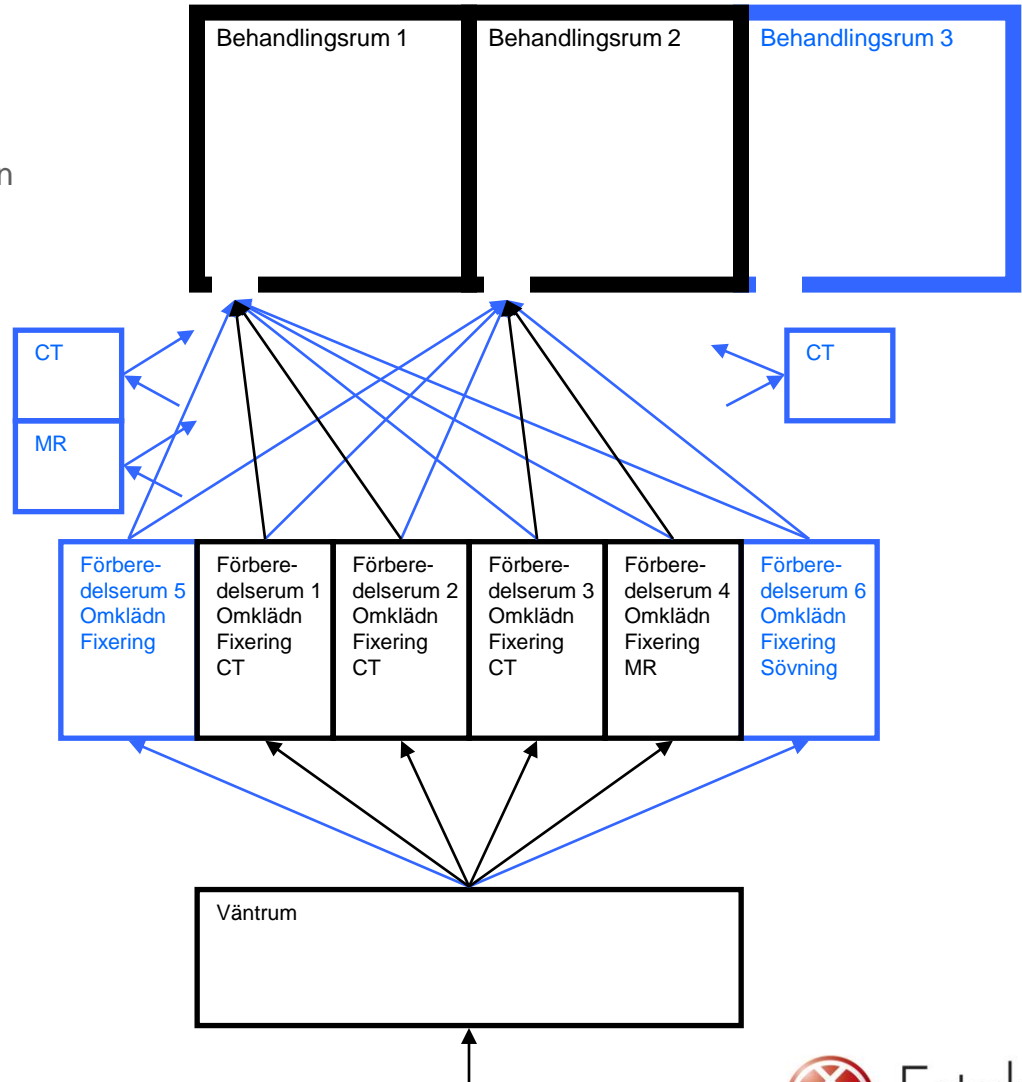 Behandlingsrum 1
Behandlingsrum 2
Behandlingsrum 3
CT
MR
CT
Förbere-
delserum 5
Omklädn
Fixering
Förbere-
delserum 1
Omklädn
Fixering
CT
Förbere-
delserum 2
Omklädn
Fixering
CT
Förbere-
delserum 3
Omklädn
Fixering
CT
Förbere-
delserum 4
Omklädn
Fixering
MR
Förbere-
delserum 6
Omklädn
Fixering
Sövning
Väntrum